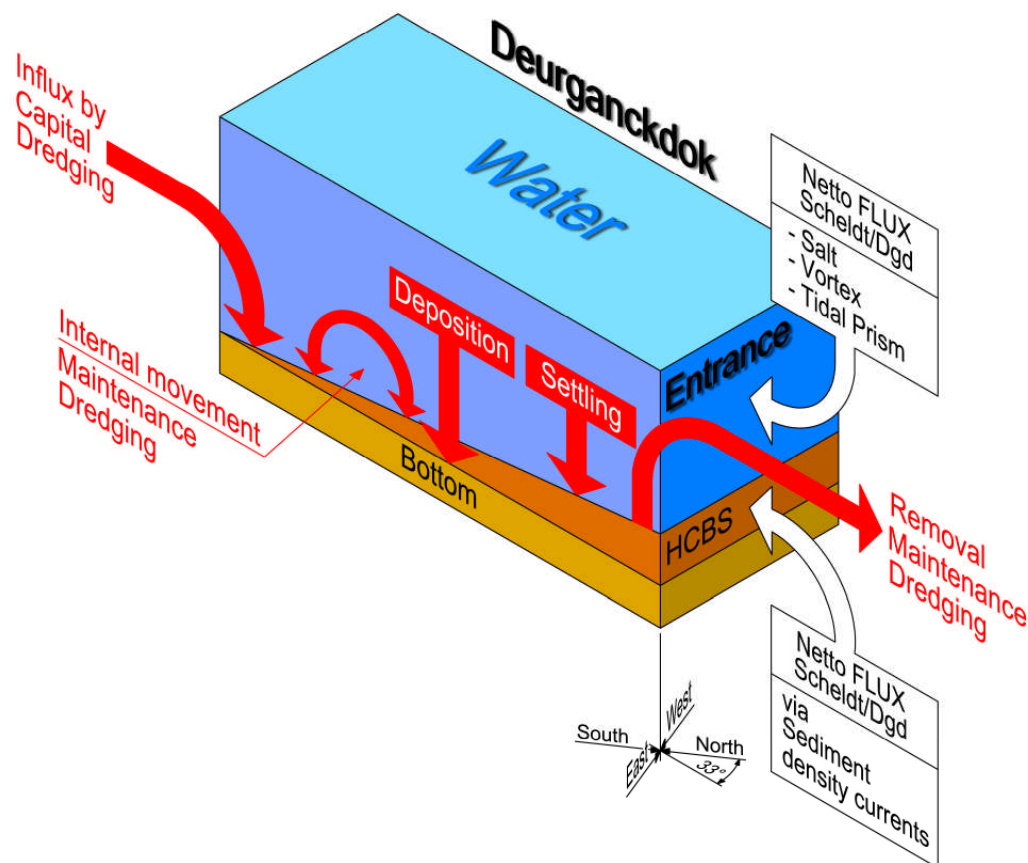 Deurganckdok
Influx by
Capital
Dredging
Water
Netto FLUX
Scheldt/Dgd
- Salt
- Vortex
- Tidal Prism
Deposition
Settling
Entrance
Internal movement
Maintenance
Dredging
Bottom
HCBS
Removal
Maintenance
Dredging
Netto FLUX
Scheldt/Dgd
via
Sediment
density currents
West
South
North
East
33°